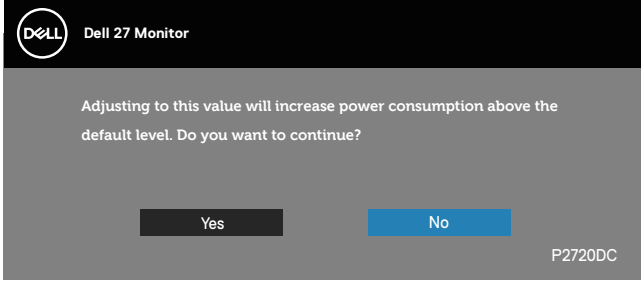 DELL
Dell 27 Monitor
Adjusting to this value will increase power consumption above the
default level. Do you want to continue?
Yes
No
P2720DC